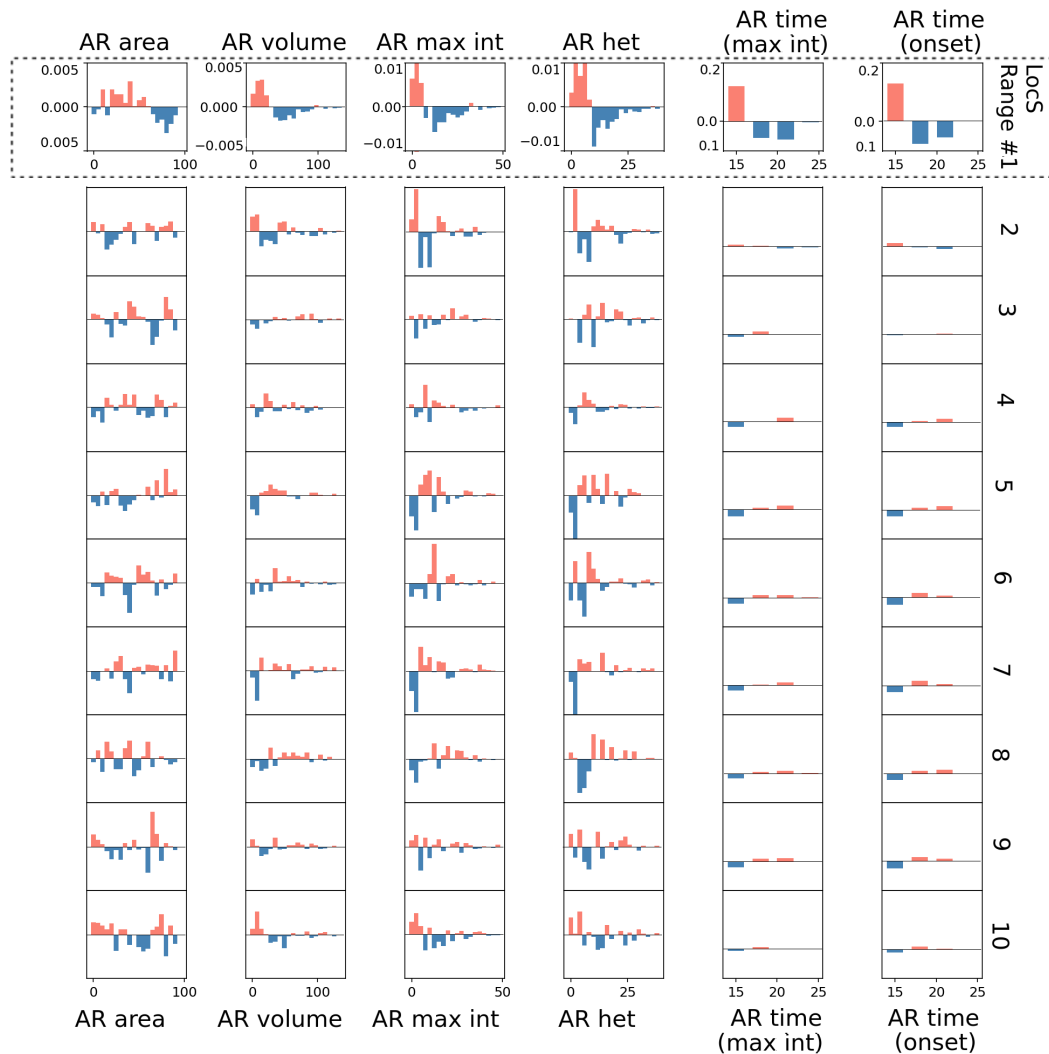 AR area AR volume AR max int AR het AR time (max int) AR time (onset)
0.005 0.000 0.005 0 100
0.005 0.000 −0.005 0 100
0.01 0.00 −0.01 0 50
0.01 0.00 −0.01 0 25
0.2 0.0 0.1 15 20 25
0.2 0.0 0.1 15 20 25
LocS
Range #1
2
3
4
5
6
7
8
9
10
0 100 0 100 0 50 0 25 15 20 25 15 20 25
AR area AR volume AR max int AR het AR time (max int) AR time (onset)